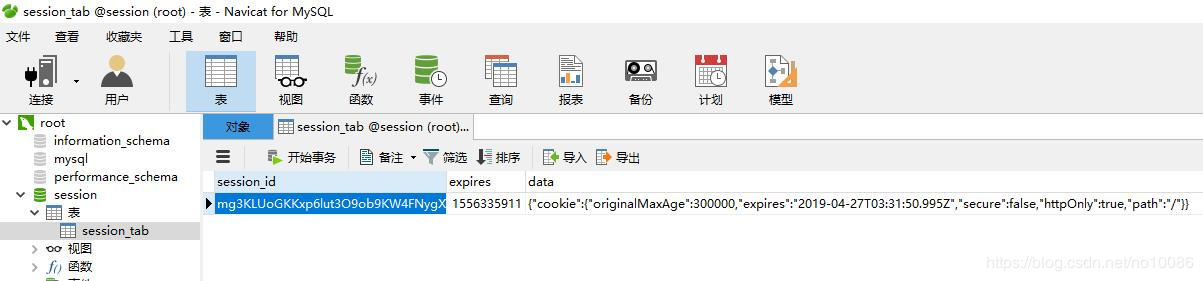 session_tab @session (root) - 表 - Navicat for MySQL
文件 查看 收藏夹 工具 窗口 帮助
f(x)
连接 用户 表 视图 函数 事件 查询 报表 备份 计划 模型
root
information_schema
mysql
performance_schema
session
表
session_tab
视图
f(x) 函数
对象 session_tab @session (root)...
开始事务 备注 筛选 排序 导入 导出
session_id expires data
mg3KLUoGKKxp6lut3O9ob9KW4FNygX 1556335911 {"cookie":{"originalMaxAge":300000,"expires":"2019-04-27T03:31:50.995Z","secure":false,"httpOnly":true,"path":"/"}}
https://blog.csdn.net/no10086